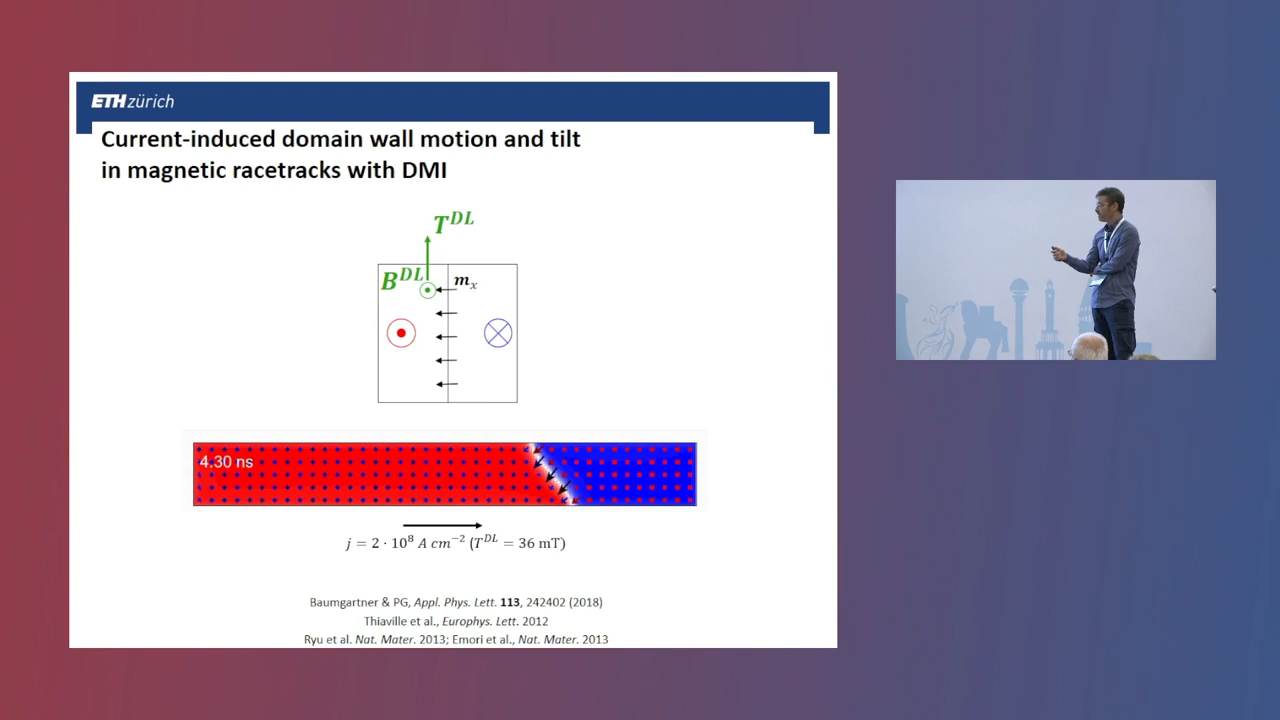 ETH zürich
Current-induced domain wall motion and tilt
in magnetic racetracks with DMI
T^DL
B^DL
m_x
4.30 ns
j = 2 · 10^8 A cm^−2 (T^DL = 36 mT)
Baumgartner & PG, Appl. Phys. Lett. 113, 242402 (2018)
Thiaville et al., Europhys. Lett. 2012
Ryu et al. Nat. Mater. 2013; Emori et al., Nat. Mater. 2013